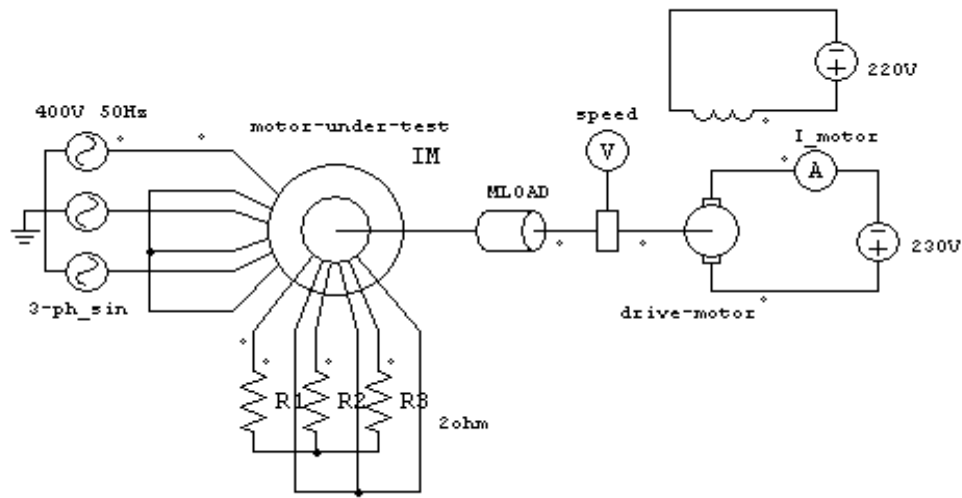 400V 50Hz
motor-under-test
IM
3-ph_sin
R1
R2
R3
2ohm
MLOAD
speed
V
220V
I_motor
A
230V
drive-motor